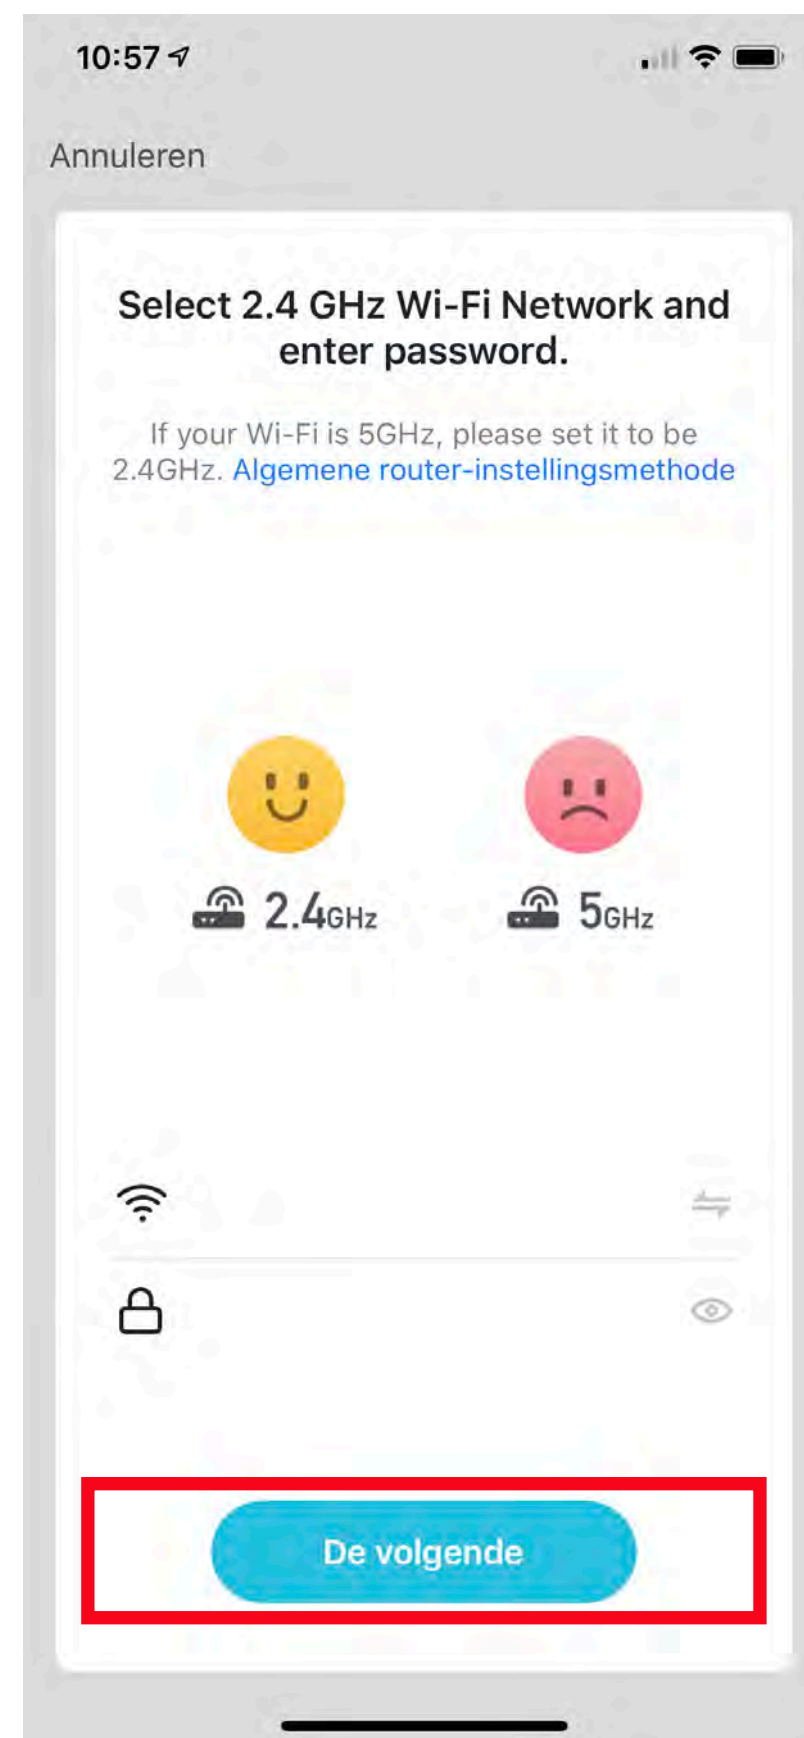 10:57
Annuleren
Select 2.4 GHz Wi-Fi Network and
enter password.
If your Wi-Fi is 5GHz, please set it to be
2.4GHz. Algemene router-instellingsmethode
2.4GHz 5GHz
De volgende